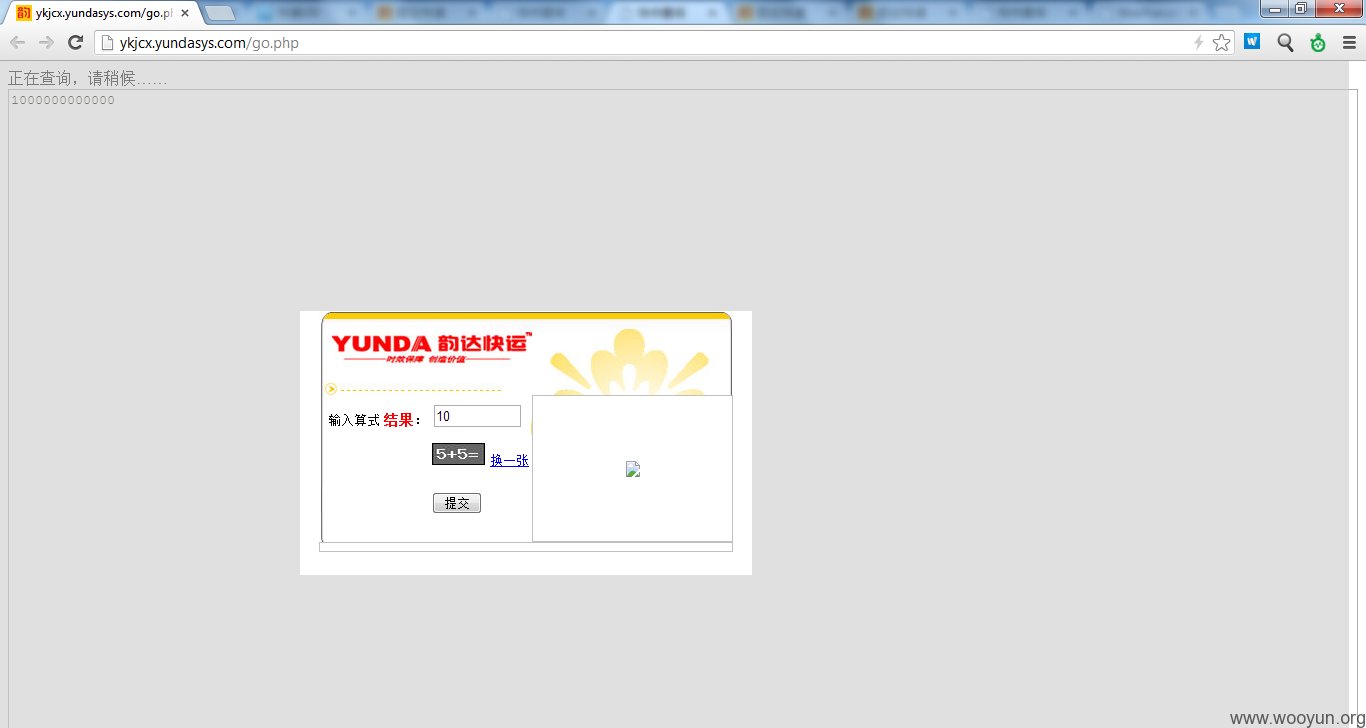 ykjcx.yundasys.com/go.p
ykjcx.yundasys.com/go.php
正在查询，请稍候……
1000000000000
YUNDA 韵达快运™
时效保障 创造价值
输入算式 结果： 10
5+5= 换一张
提交
www.wooyun.org